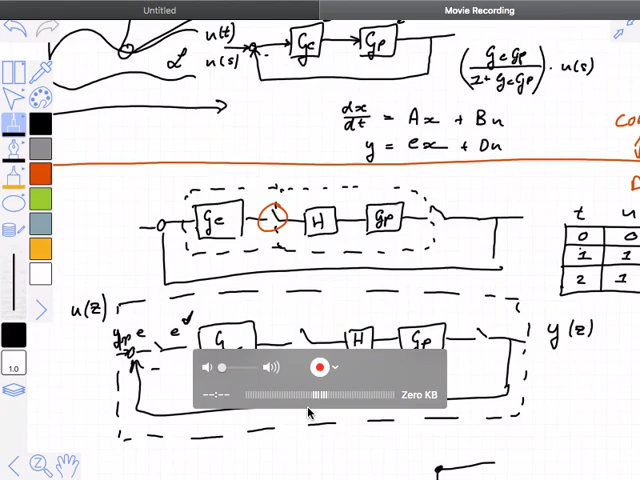 Untitled
Movie Recording
u(t)
Gc
Gp
ℒ
u(s)
GcGp
1+GcGp
· u(s)
dx
dt
= Ax + Bu
y = ex + Du
Gc
H
Gp
t
u
0
0
1
1
2
1
u(z)
e
e
G
H
Gp
y(z)
--:--
Zero KB
1.0